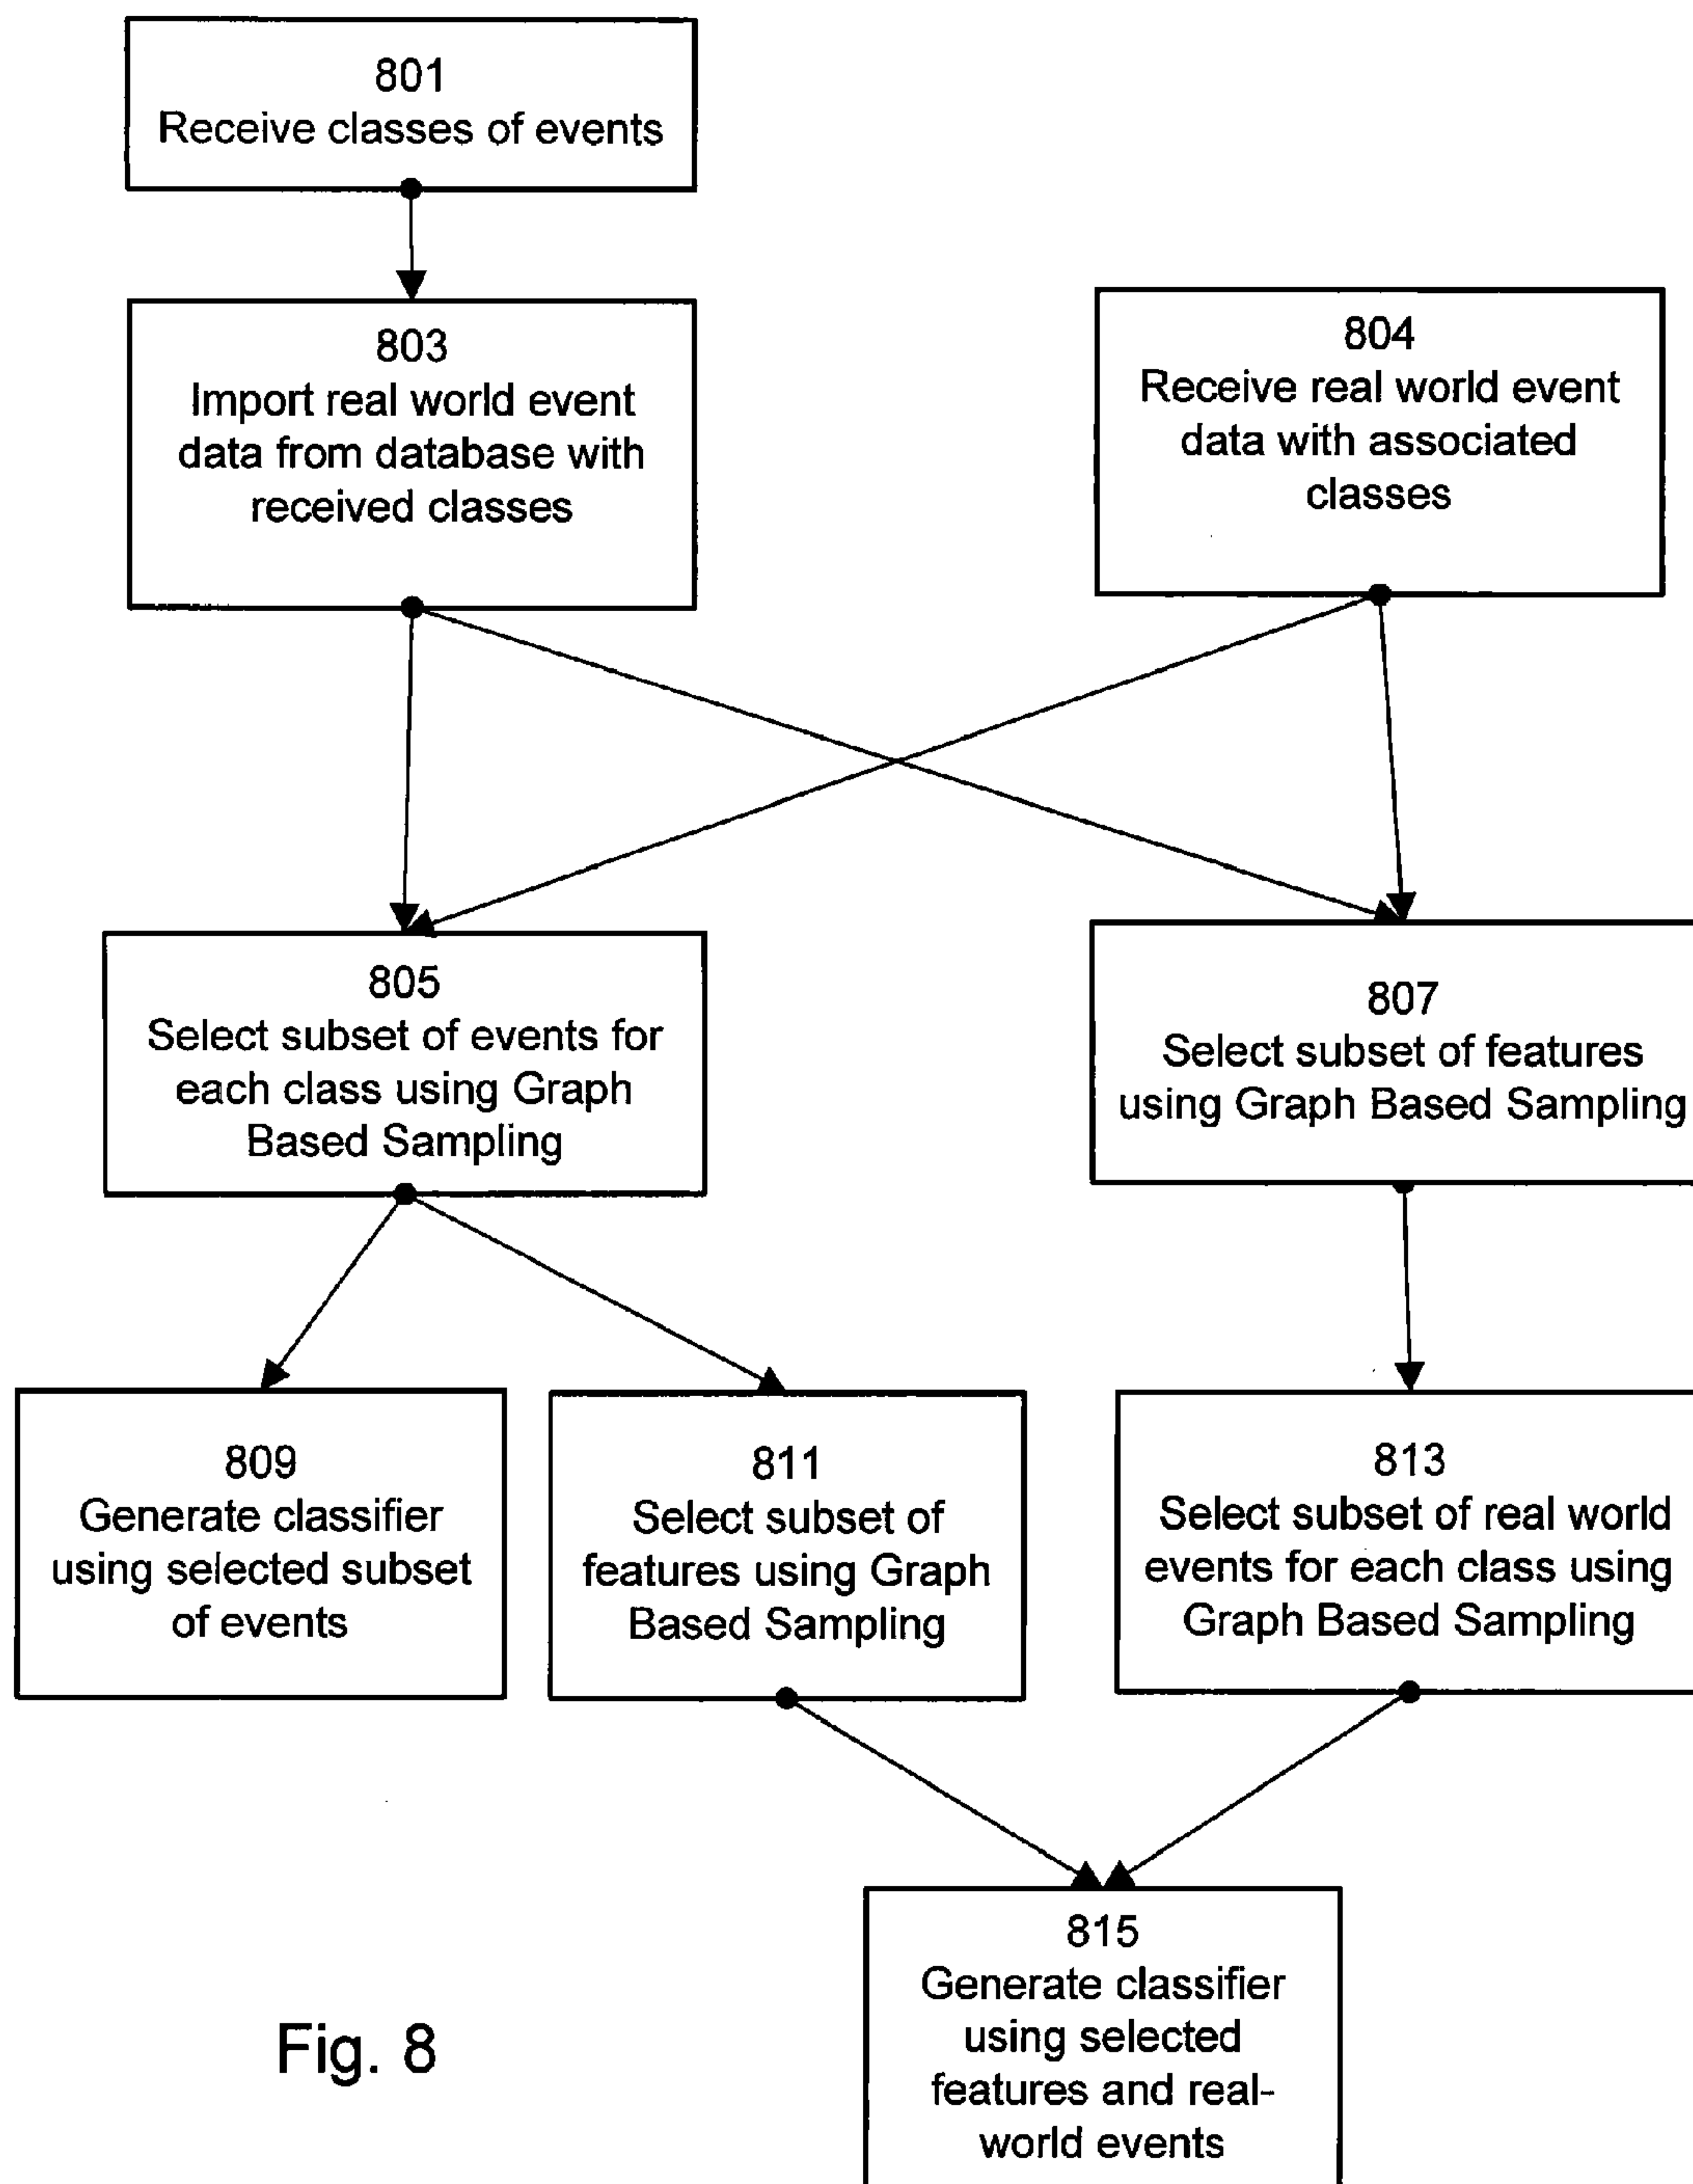 801
Receive classes of events
803
Import real world event
data from database with
received classes
804
Receive real world event
data with associated
classes
805
Select subset of events for
each class using Graph
Based Sampling
807
Select subset of features
using Graph Based Sampling
809
Generate classifier
using selected subset
of events
811
Select subset of
features using Graph
Based Sampling
813
Select subset of real world
events for each class using
Graph Based Sampling
815
Generate classifier
using selected
features and real-
world events
Fig. 8